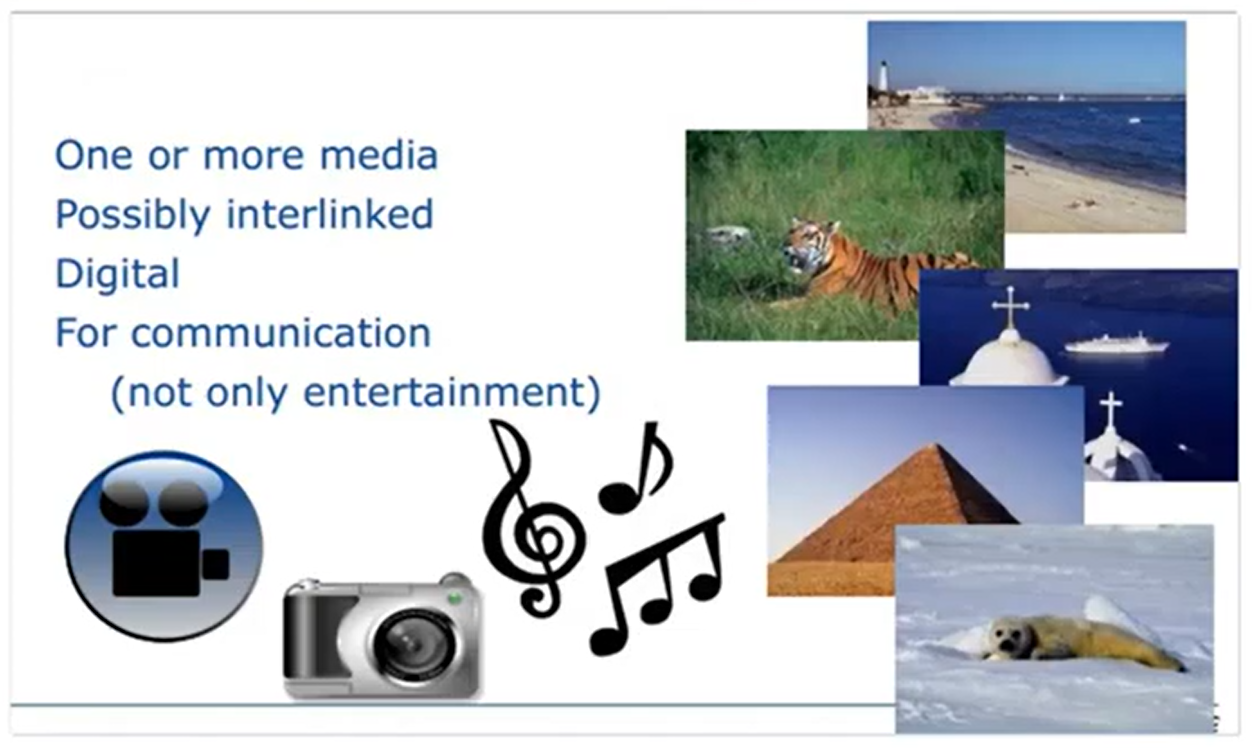 One or more media
Possibly interlinked
Digital
For communication
(not only entertainment)